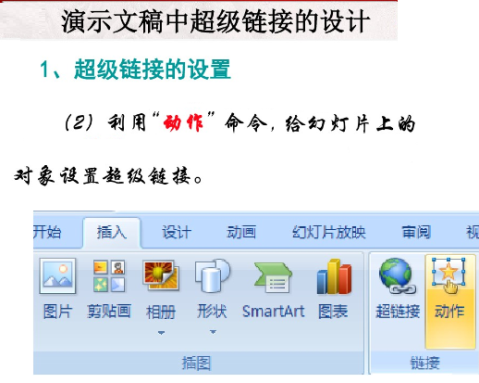 演示文稿中超级链接的设计
1、超级链接的设置
(2) 利用“动作”命令,给幻灯片上的
对象设置超级链接。
开始 插入 设计 动画 幻灯片放映 审阅
图片 剪贴画 相册 形状 SmartArt 图表 超链接 动作
插图 链接